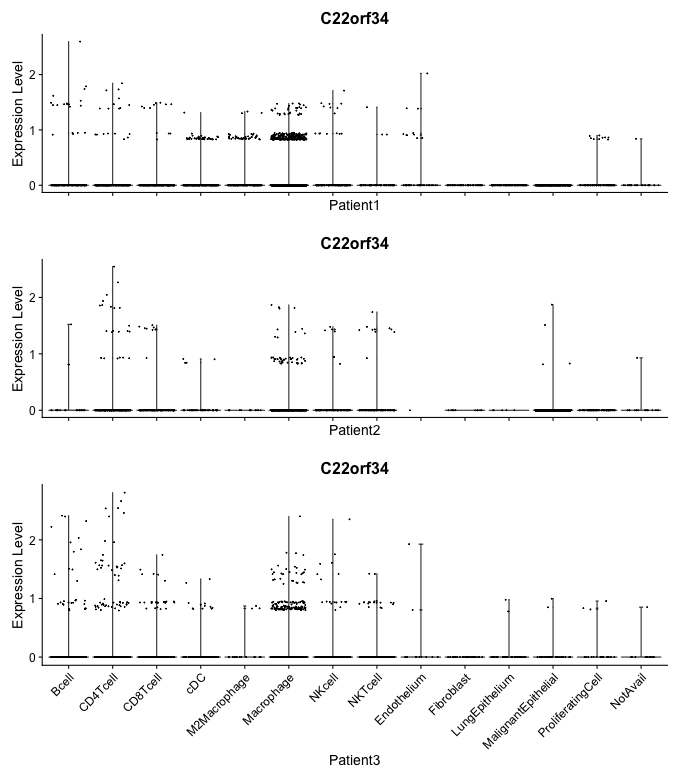 C22orf34
Expression Level
2
1
0
Patient1
C22orf34
Expression Level
2
1
0
Patient2
C22orf34
Expression Level
2
1
0
Bcell
CD4Tcell
CD8Tcell
cDC
M2Macrophage
Macrophage
NKcell
NKTcell
Endothelium
Fibroblast
LungEpithelium
MalignantEpithelial
ProliferatingCell
NotAvail
Patient3